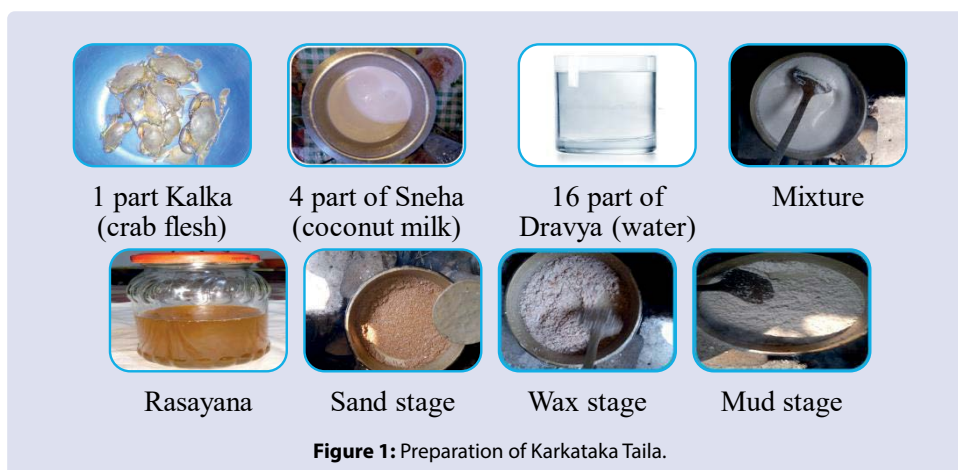 1 part Kalka
(crab flesh)
4 part of Sneha
(coconut milk)
16 part of
Dravya (water)
Mixture
Rasayana
Sand stage
Wax stage
Mud stage
Figure 1: Preparation of Karkataka Taila.